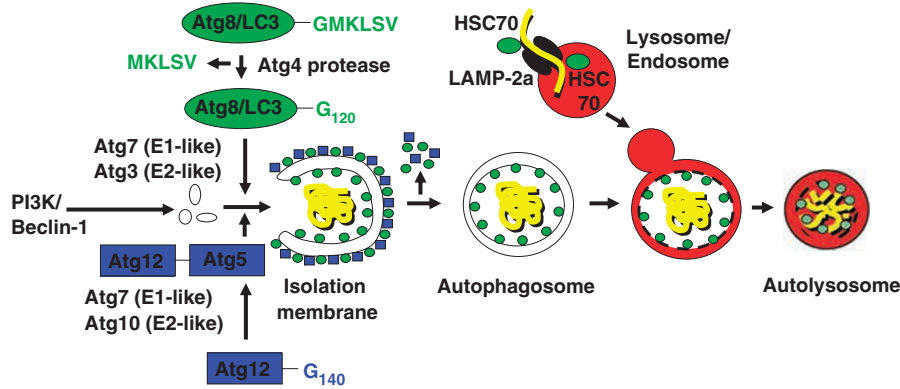 Atg8/LC3
GMKLSV
MKLSV
Atg4 protease
Atg8/LC3
G120
Atg7 (E1-like)
Atg3 (E2-like)
PI3K/
Beclin-1
Atg12
Atg5
Atg7 (E1-like)
Atg10 (E2-like)
Atg12
G140
Isolation
membrane
Autophagosome
HSC70
LAMP-2a
HSC
70
Lysosome/
Endosome
Autolysosome